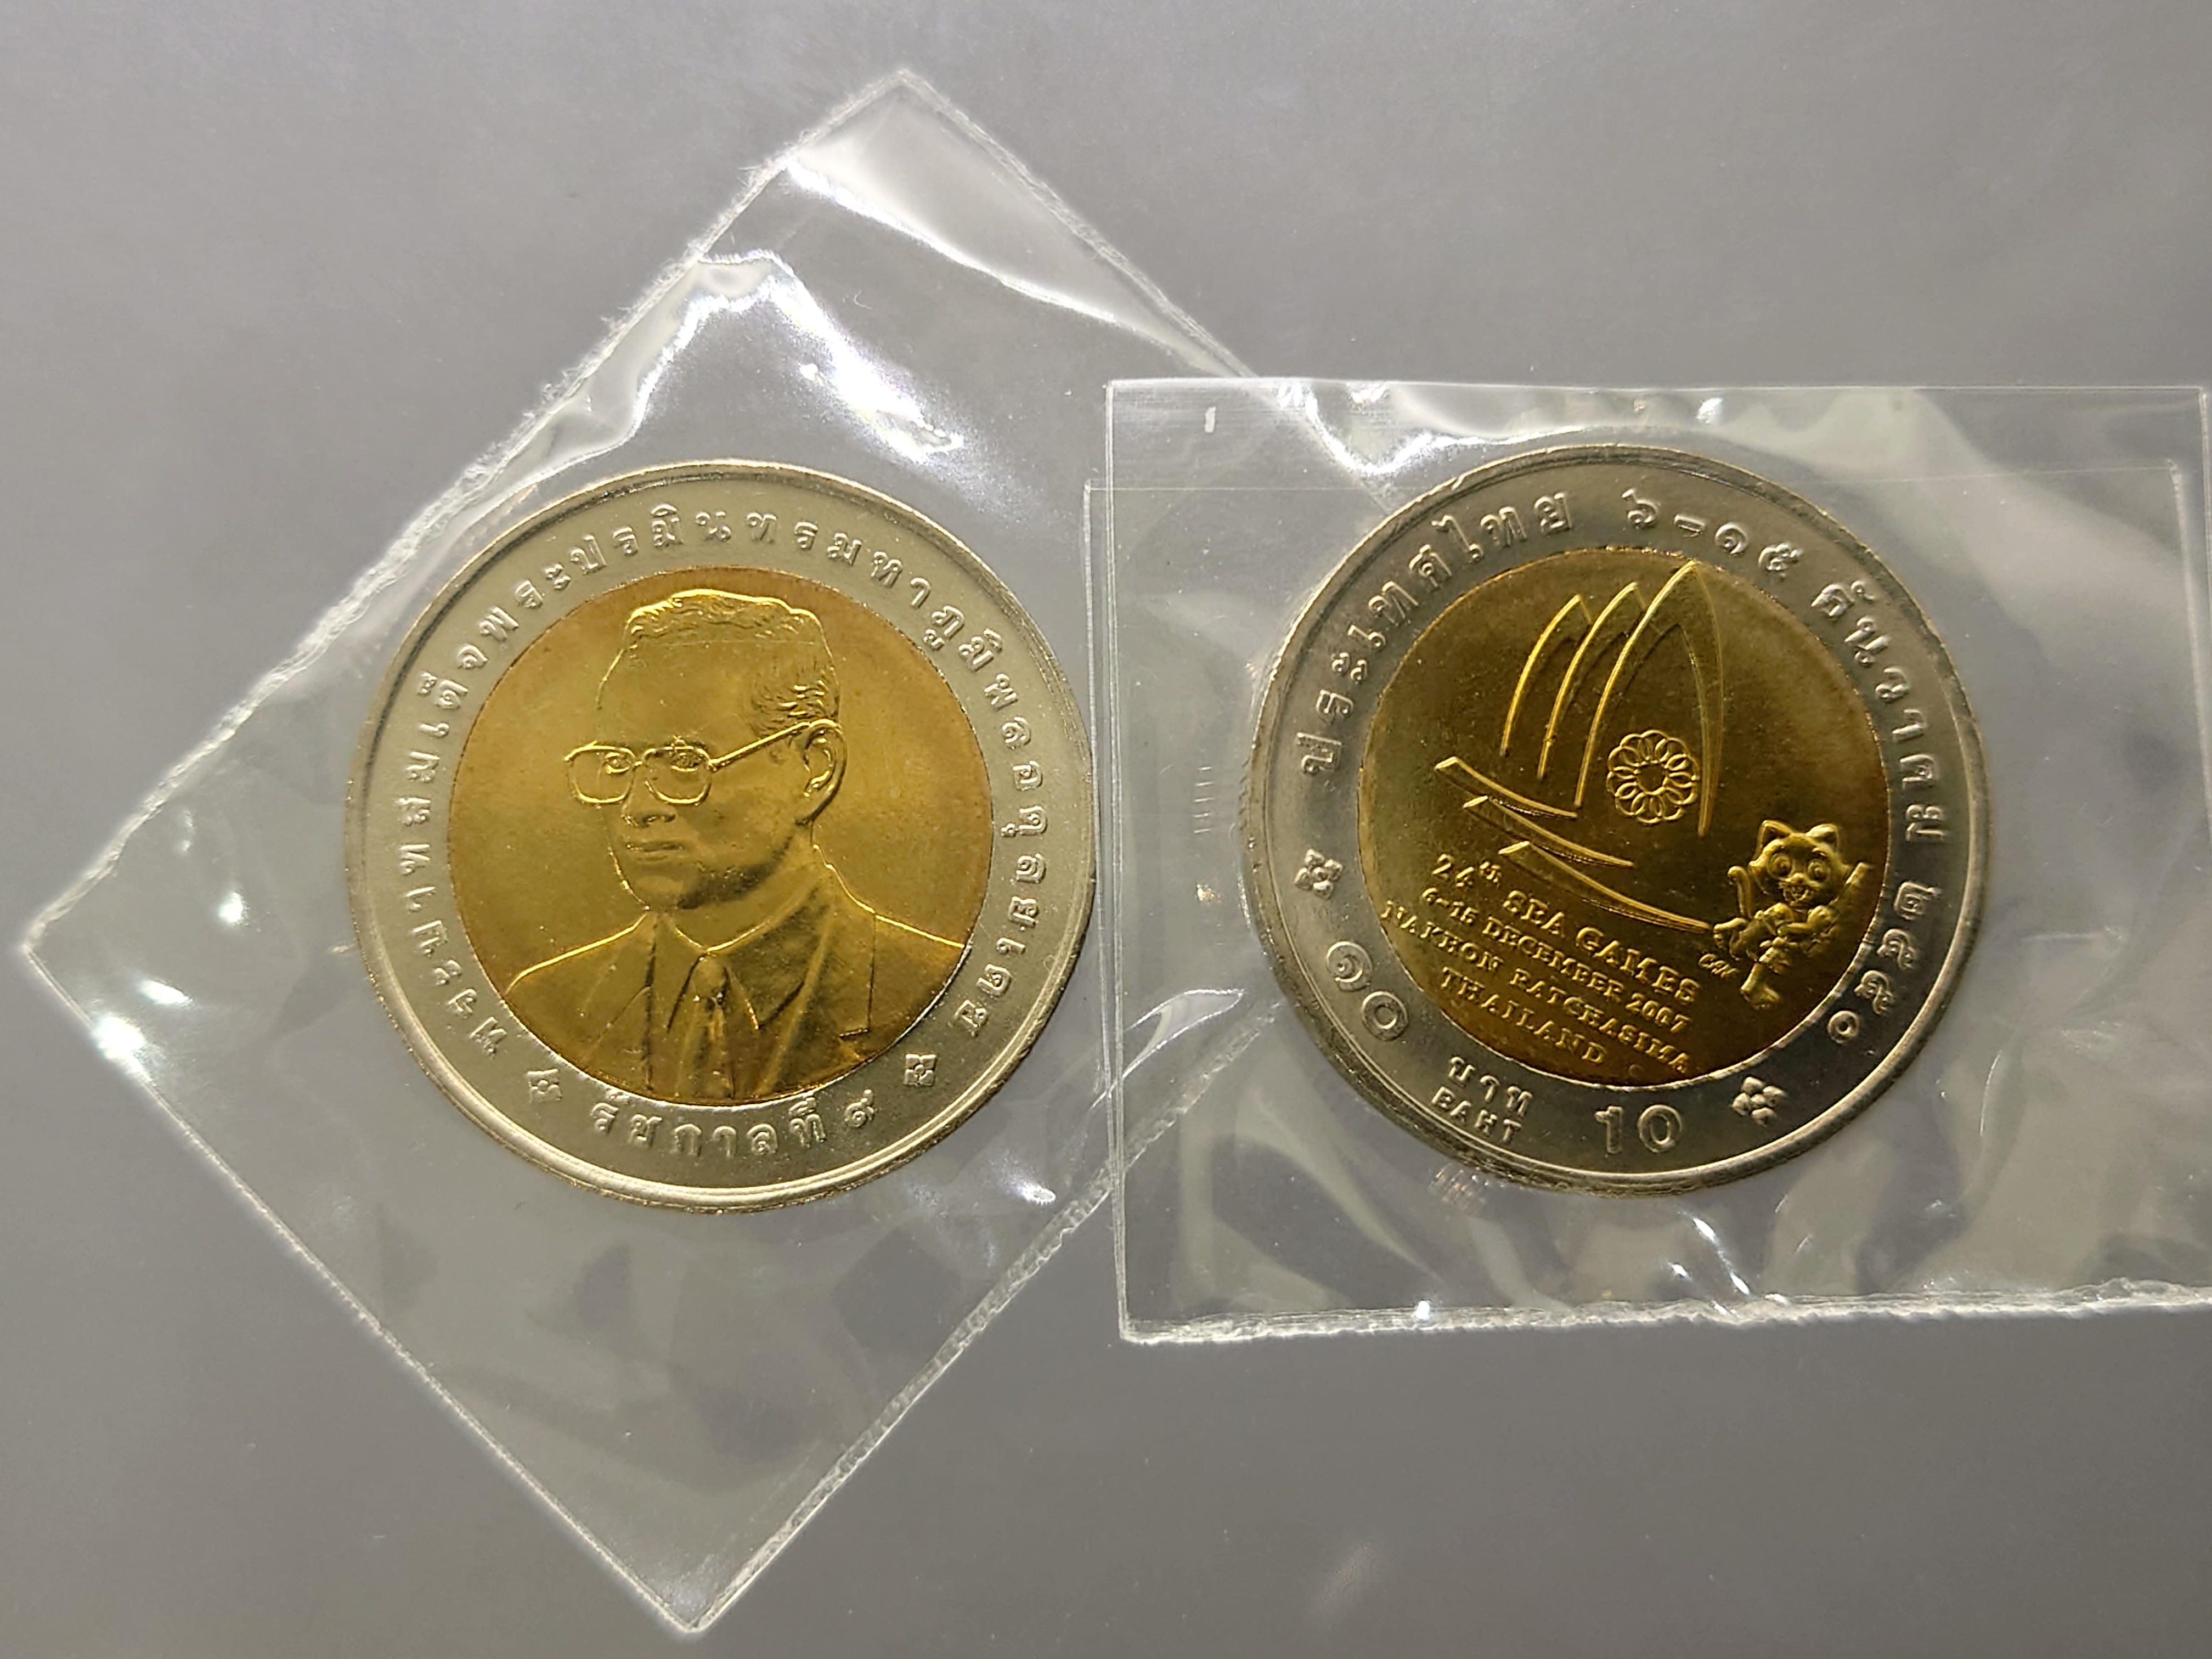 พระบาทสมเด็จพระปรมินทรมหาภูมิพลอดุลยเดช
รัชกาลที่ ๙
ประเทศไทย ๖-๑๕ ธันวาคม ๒๕๕๐
24th SEA GAMES
6-15 DECEMBER 2007
NAKHON RATCHASIMA
THAILAND
๑๐ บาท
BAHT 10